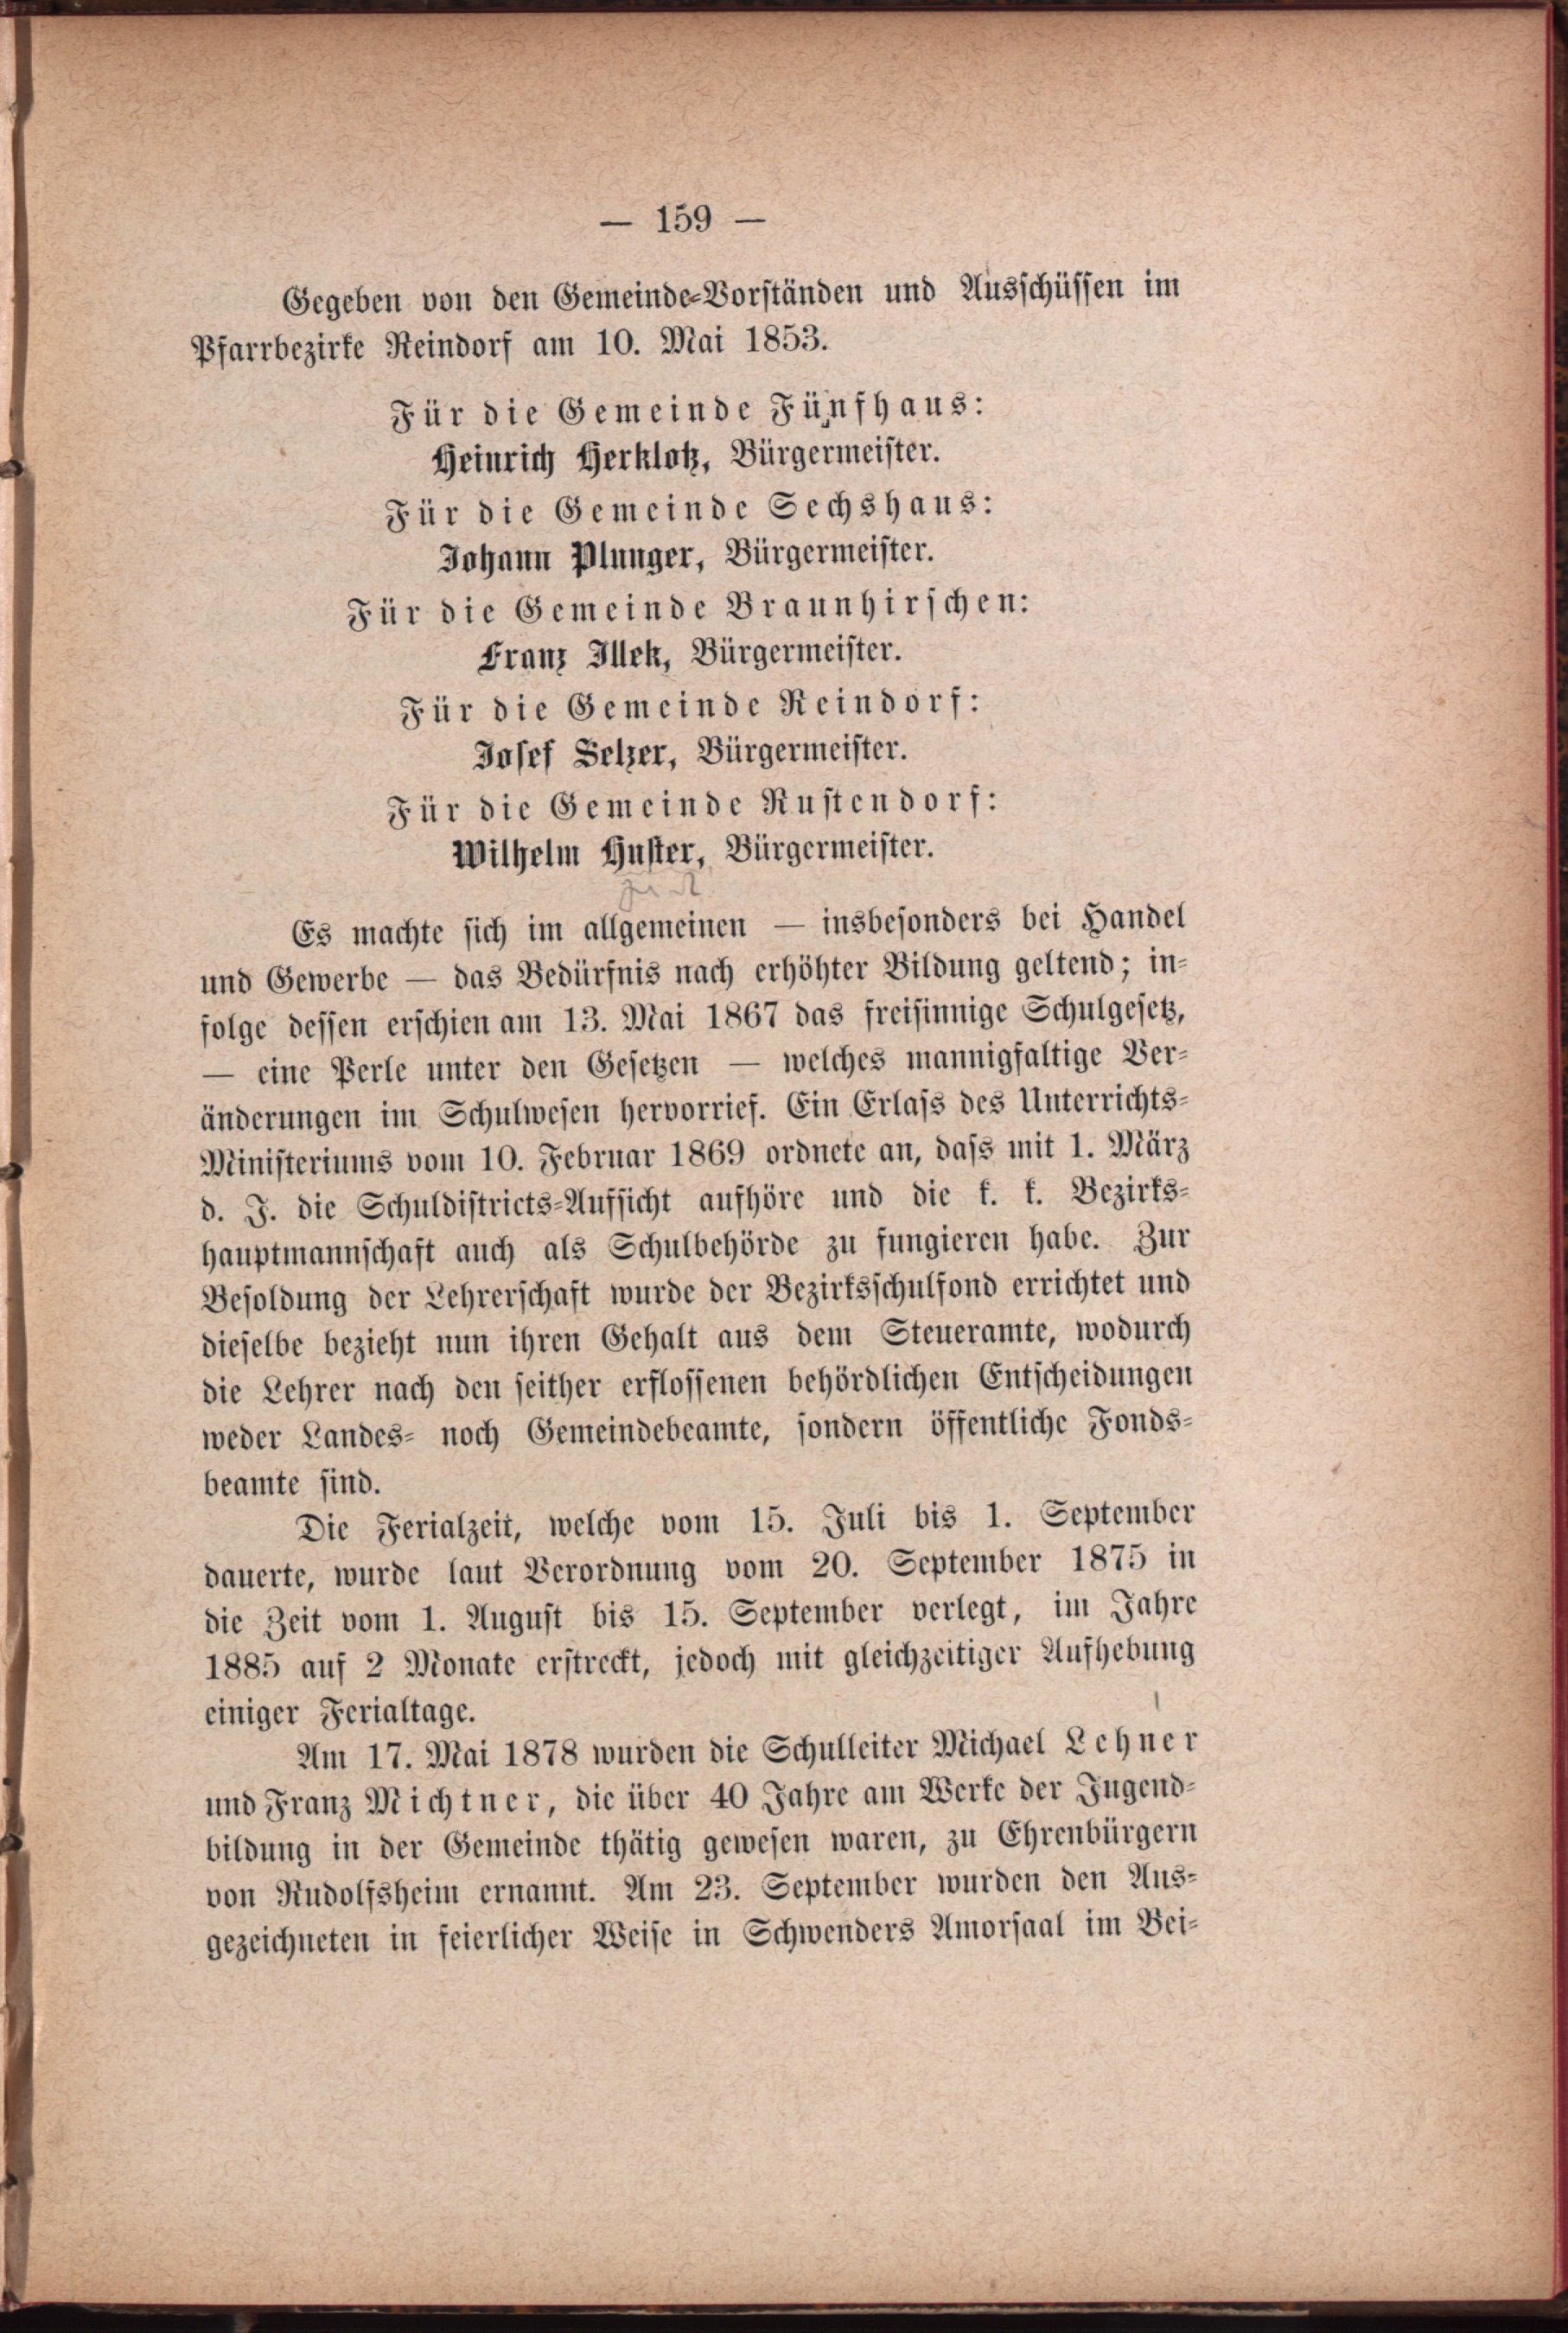 — 159 —
Gegeben von den Gemeinde-Vorständen und Ausschüssen im
Pfarrbezirke Reindorf am 10. Mai 1853.
Für die Gemeinde Fünfhaus:
Heinrich Herklotz, Bürgermeister.
Für die Gemeinde Sechshaus:
Johann Plunger, Bürgermeister.
Für die Gemeinde Braunhirschen:
Franz Illek, Bürgermeister.
Für die Gemeinde Reindorf:
Josef Selzer, Bürgermeister.
Für die Gemeinde Rustendorf:
Wilhelm Huster, Bürgermeister.
Es machte sich im allgemeinen — insbesonders bei Handel
und Gewerbe — das Bedürfnis nach erhöhter Bildung geltend; in-
folge dessen erschien am 13. Mai 1867 das freisinnige Schulgesetz,
— eine Perle unter den Gesetzen — welches mannigfaltige Ver-
änderungen im Schulwesen hervorrief. Ein Erlass des Unterrichts-
Ministeriums vom 10. Februar 1869 ordnete an, dass mit 1. März
d. J. die Schuldistricts-Aufsicht aufhöre und die k. k. Bezirks-
hauptmannschaft auch als Schulbehörde zu fungieren habe. Zur
Besoldung der Lehrerschaft wurde der Bezirksschulfond errichtet und
dieselbe bezieht nun ihren Gehalt aus dem Steueramte, wodurch
die Lehrer nach den seither erflossenen behördlichen Entscheidungen
weder Landes- noch Gemeindebeamte, sondern öffentliche Fonds-
beamte sind.
Die Ferialzeit, welche vom 15. Juli bis 1. September
dauerte, wurde laut Verordnung vom 20. September 1875 in
die Zeit vom 1. August bis 15. September verlegt, im Jahre
1885 auf 2 Monate erstreckt, jedoch mit gleichzeitiger Aufhebung
einiger Ferialtage.
Am 17. Mai 1878 wurden die Schulleiter Michael Lehner
und Franz Michtner, die über 40 Jahre am Werke der Jugend-
bildung in der Gemeinde thätig gewesen waren, zu Ehrenbürgern
von Rudolfsheim ernannt. Am 23. September wurden den Aus-
gezeichneten in feierlicher Weise in Schwenders Amorsaal im Bei-